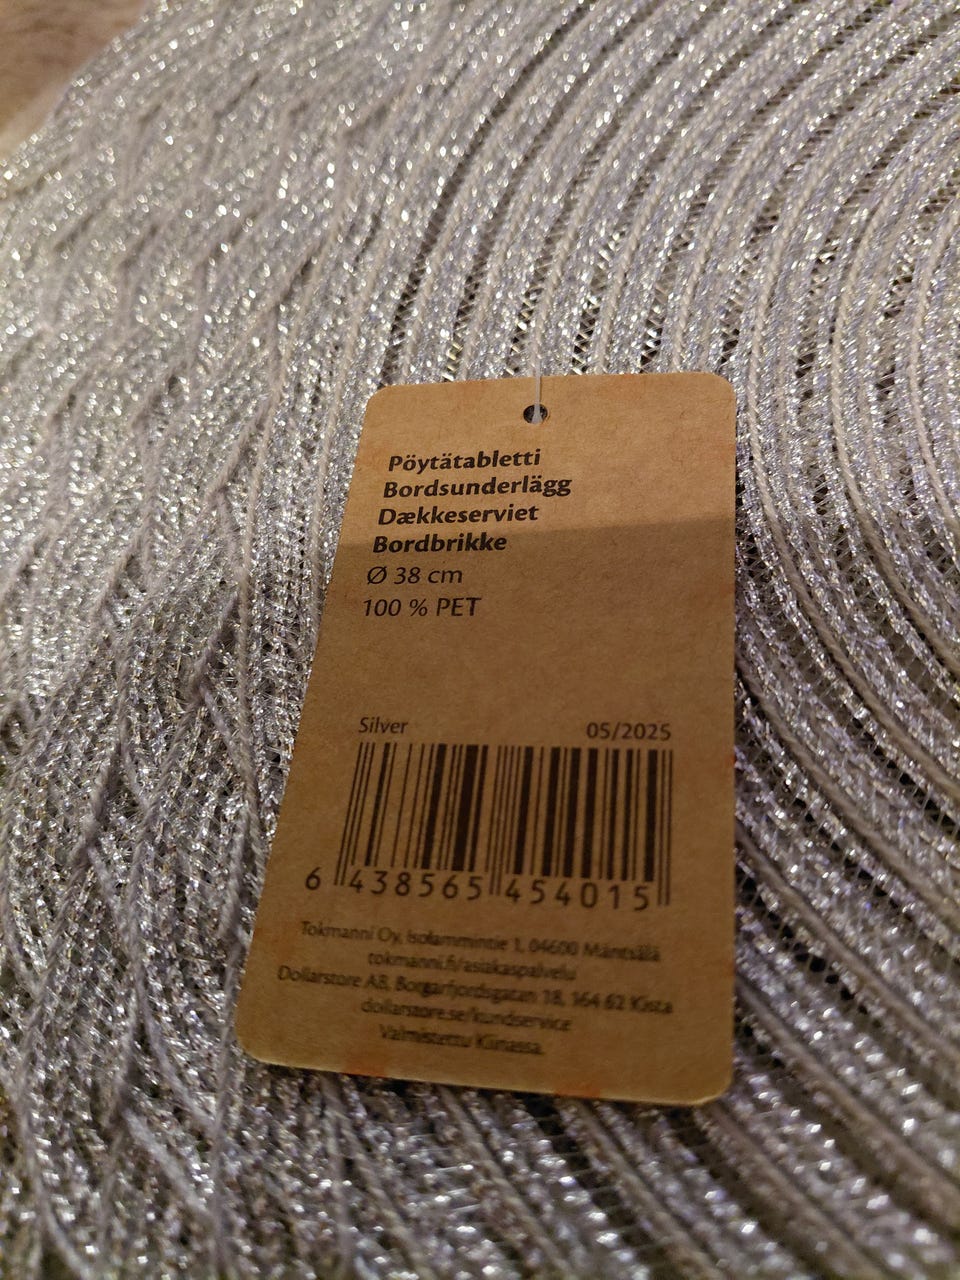 Pöytätabletti
Bordsunderlägg
Dækkeserviet
Bordbrikke
Ø 38 cm
100 % PET
Silver 05/2025
6 438565 454015
Tokmanni Oy, Isolammintie 1, 04600 Mäntsälä
tokmanni.fi/asiakaspalvelu
Dollarstore AB, Borgarfjordsgatan 18, 164 62 Kista
dollarstore.se/kundservice
Valmistettu Kiinassa.